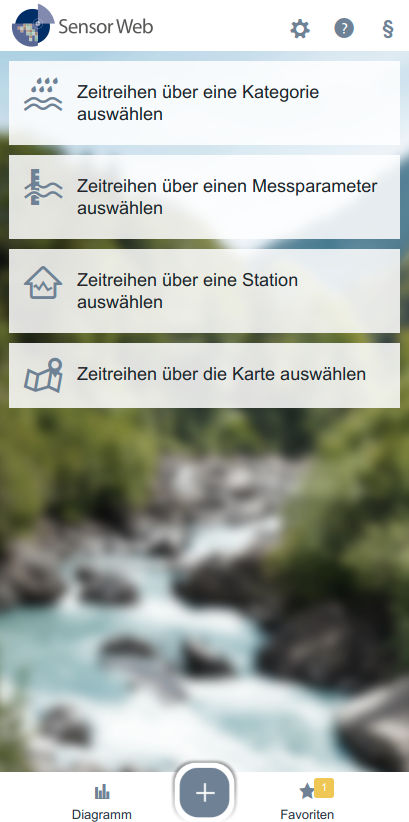 Sensor Web
?
§
Zeitreihen über eine Kategorie
auswählen
Zeitreihen über einen Messparameter
auswählen
Zeitreihen über eine Station
auswählen
Zeitreihen über die Karte auswählen
1
Diagramm
Favoriten